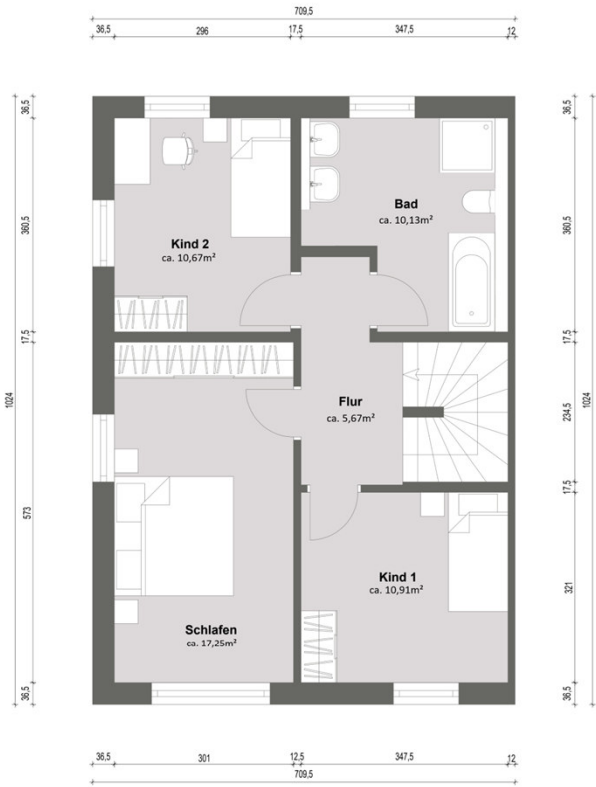 709,5
36,5 296 17,5 347,5 12
36,5 36,5
360,5 360,5
Bad
ca. 10,13m²
Kind 2
ca. 10,67m²
17,5 17,5
1024 234,5 1024
Flur
ca. 5,67m²
17,5
573
321
Kind 1
ca. 10,91m²
Schlafen
ca. 17,25m²
36,5 36,5
36,5 301 12,5 347,5 12
709,5